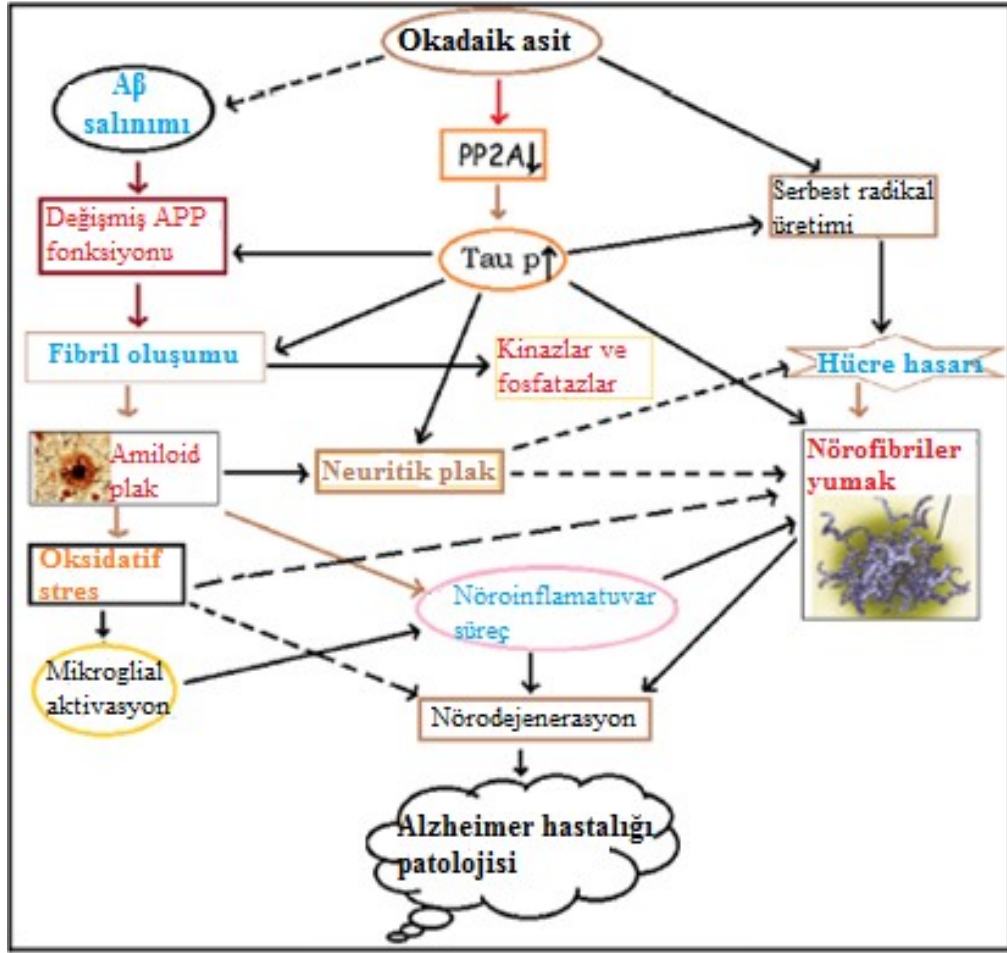 Okadaik asit
Aβ
salınımı
PP2A↓
Serbest radikal
üretimi
Değişmiş APP
fonksiyonu
Tau p↑
Fibril oluşumu
Kinazlar ve
fosfatazlar
Hücre hasarı
Amiloid
plak
Neuritik plak
Nörofibriler
yumak
Oksidatif
stres
Nöroinflamatuvar
süreç
Mikroglial
aktivasyon
Nörodejenerasyon
Alzheimer hastalığı
patolojisi